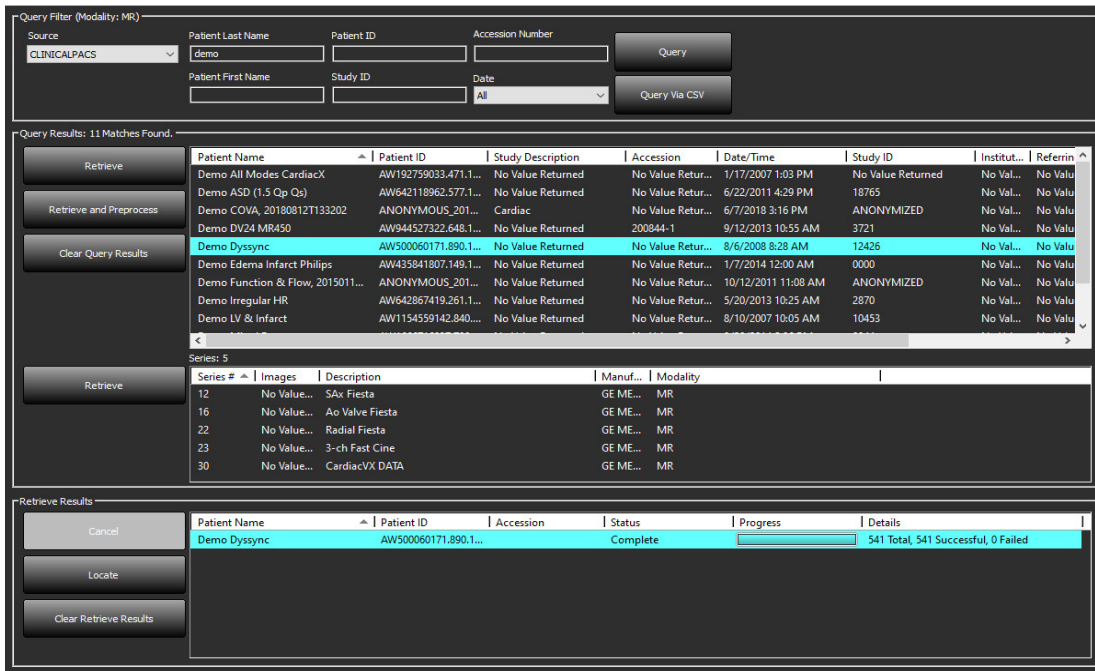 Query Filter (Modality: MR)
Source Patient Last Name Patient ID Accession Number
CLINICALPACS demo Query
Patient First Name Study ID Date
All Query Via CSV
Query Results: 11 Matches Found.
Retrieve
Retrieve and Preprocess
Clear Query Results
Patient Name Patient ID Study Description Accession Date/Time Study ID Institut... Referrin
Demo All Modes CardiacX AW192759033.471.1... No Value Returned No Value Retur... 1/17/2007 1:03 PM No Value Returned No Val... No Valu
Demo ASD (1.5 Qp Qs) AW642118962.577.1... No Value Returned No Value Retur... 6/22/2011 4:29 PM 18765 No Val... No Valu
Demo COVA, 20180812T133202 ANONYMOUS_201... Cardiac No Value Retur... 6/7/2018 3:16 PM ANONYMIZED No Val... No Valu
Demo DV24 MR450 AW944527322.648.1... No Value Returned 200844-1 9/12/2013 10:55 AM 3721 No Val... No Valu
Demo Dyssync AW500060171.890.1... No Value Returned No Value Retur... 8/6/2008 8:28 AM 12426 No Val... No Valu
Demo Edema Infarct Philips AW435841807.149.1... No Value Returned No Value Retur... 1/7/2014 12:00 AM 0000 No Val... No Valu
Demo Function & Flow, 2015011... ANONYMOUS_201... No Value Returned No Value Retur... 10/12/2011 11:08 AM ANONYMIZED No Val... No Valu
Demo Irregular HR AW642867419.261.1... No Value Returned No Value Retur... 5/20/2013 10:25 AM 2870 No Val... No Valu
Demo LV & Infarct AW1154559142.840.... No Value Returned No Value Retur... 8/10/2007 10:05 AM 10453 No Val... No Valu
Series: 5
Retrieve
Series # Images Description Manuf... Modality
12 No Value... SAx Fiesta GE ME... MR
16 No Value... Ao Valve Fiesta GE ME... MR
22 No Value... Radial Fiesta GE ME... MR
23 No Value... 3-ch Fast Cine GE ME... MR
30 No Value... CardiacVX DATA GE ME... MR
Retrieve Results
Cancel
Locate
Clear Retrieve Results
Patient Name Patient ID Accession Status Progress Details
Demo Dyssync AW500060171.890.1... Complete 541 Total, 541 Successful, 0 Failed